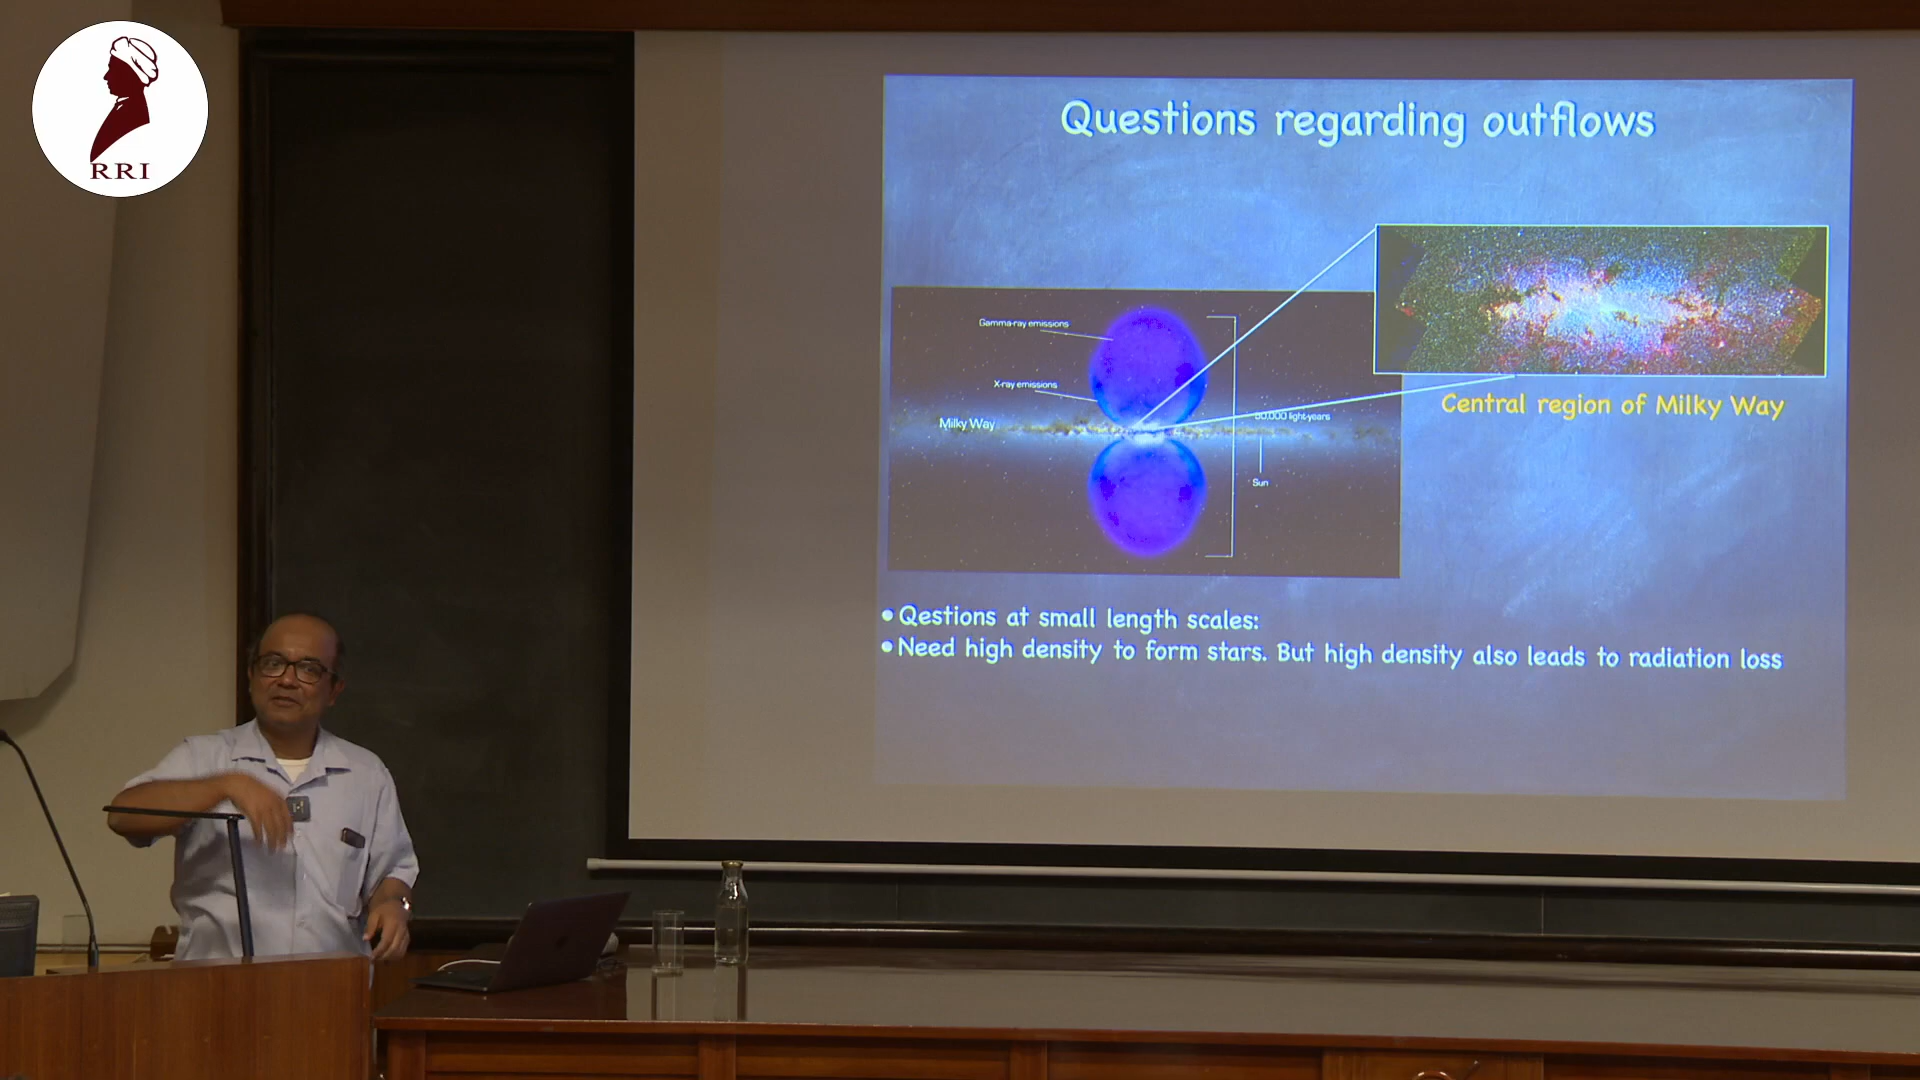 RRI
Questions regarding outflows
Gamma-ray emissions
X-ray emissions
Milky Way
50,000 light-years
Sun
Central region of Milky Way
• Qestions at small length scales:
• Need high density to form stars. But high density also leads to radiation loss